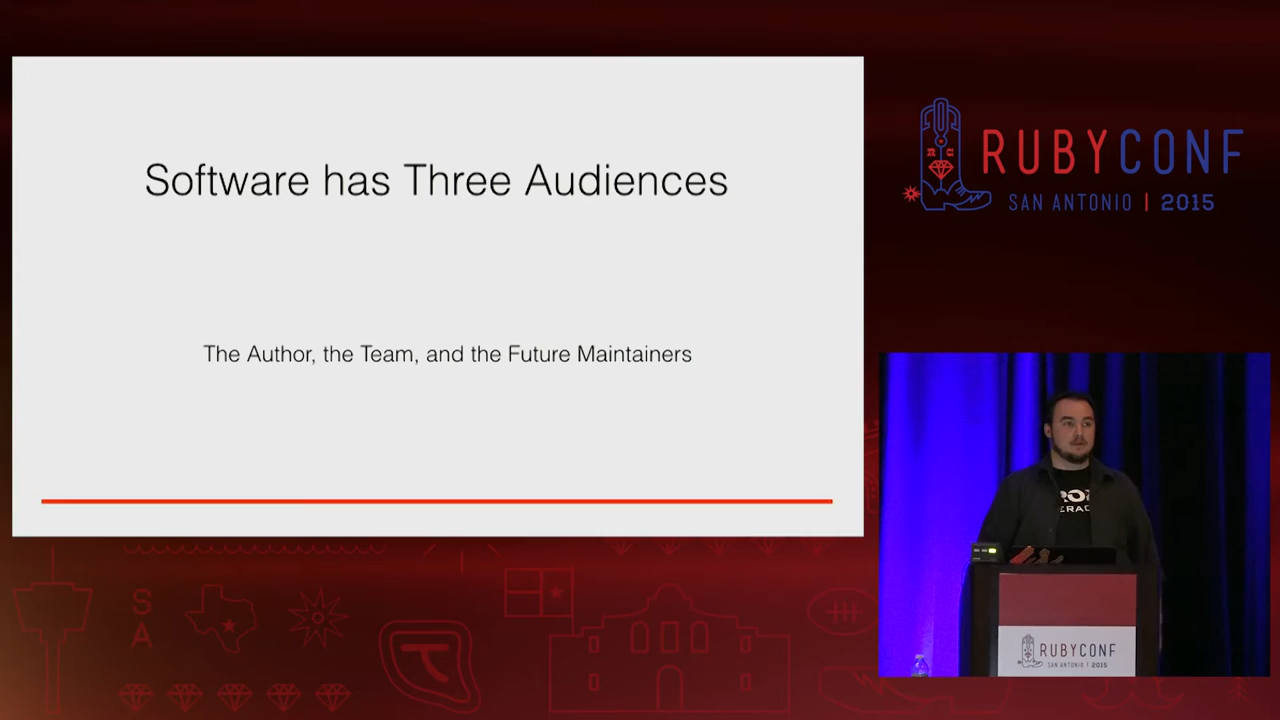 Software has Three Audiences
The Author, the Team, and the Future Maintainers
RUBYCONF
SAN ANTONIO | 2015
S
A
RUBYCONF
SAN ANTONIO | 2015